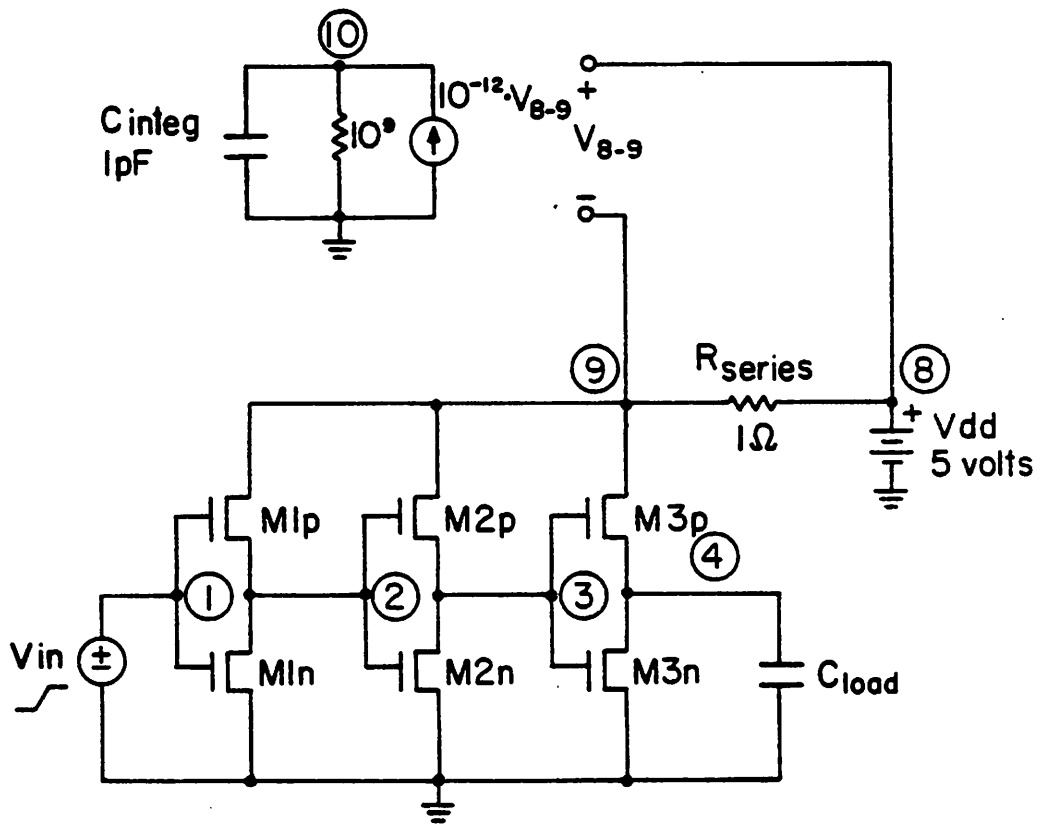 10
C integ
1pF
10⁹
10⁻¹²·V₈₋₉
+
V₈₋₉
−
9
Rseries
1Ω
8
+
Vdd
5 volts
M1p
M2p
M3p
4
1
2
3
Vin
±
M1n
M2n
M3n
Cload